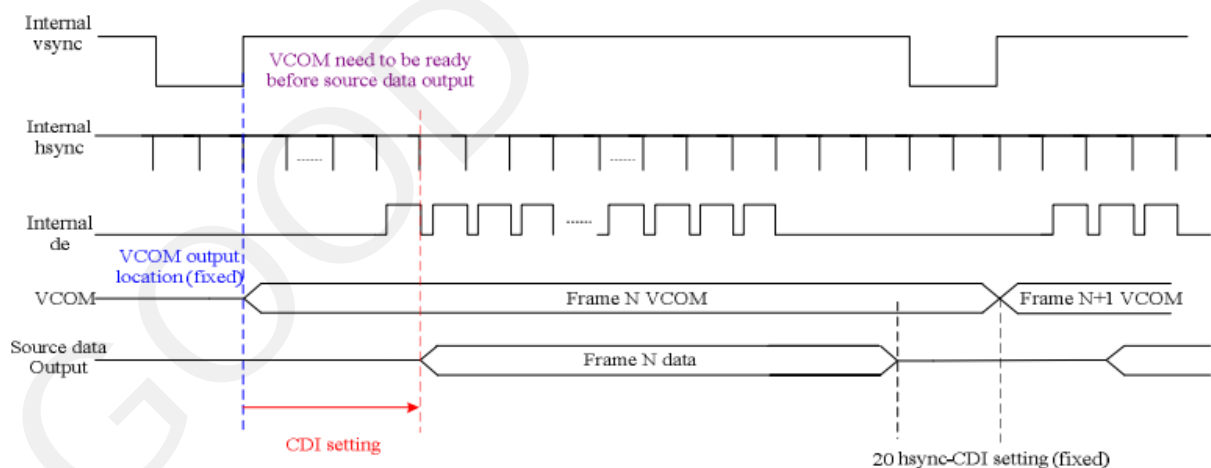 Internal
vsync
VCOM need to be ready
before source data output
Internal
hsync
Internal
de
VCOM output
location (fixed)
VCOM
Frame N VCOM
Frame N+1 VCOM
Source data
Output
Frame N data
CDI setting
20 hsync-CDI setting (fixed)
GOOD